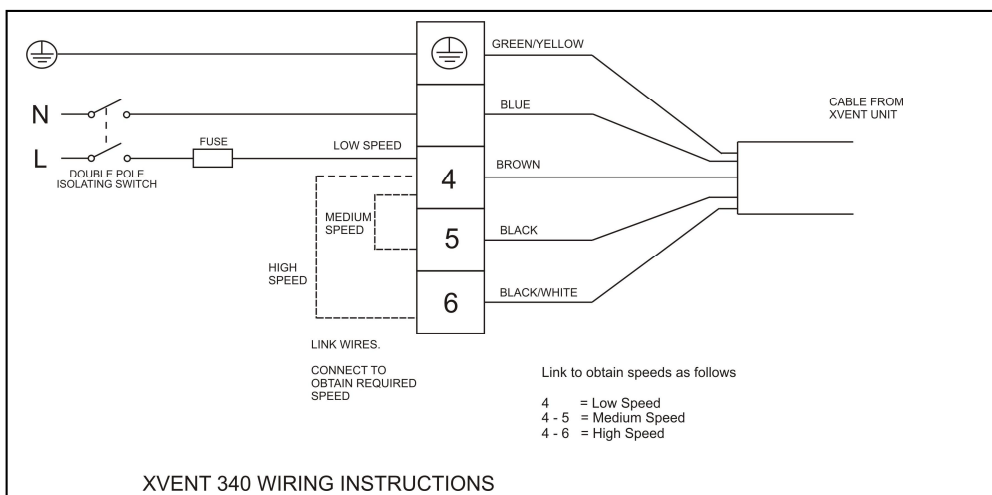 GREEN/YELLOW
N
BLUE
CABLE FROM
XVENT UNIT
L
FUSE
LOW SPEED
DOUBLE POLE
ISOLATING SWITCH
4
BROWN
MEDIUM
SPEED
5
BLACK
HIGH
SPEED
6
BLACK/WHITE
LINK WIRES.
CONNECT TO
OBTAIN REQUIRED
SPEED
Link to obtain speeds as follows
4 = Low Speed
4 - 5 = Medium Speed
4 - 6 = High Speed
XVENT 340 WIRING INSTRUCTIONS